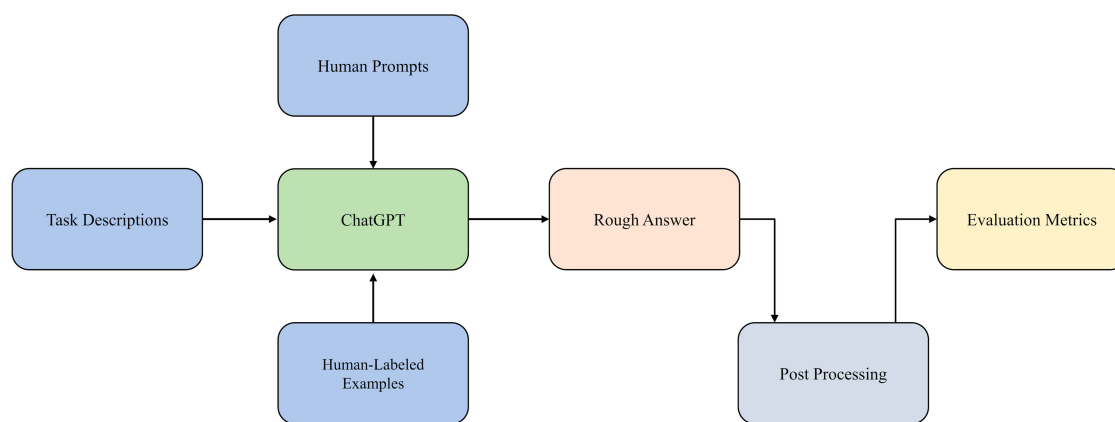 Human Prompts
Task Descriptions
ChatGPT
Rough Answer
Evaluation Metrics
Human-Labeled
Examples
Post Processing